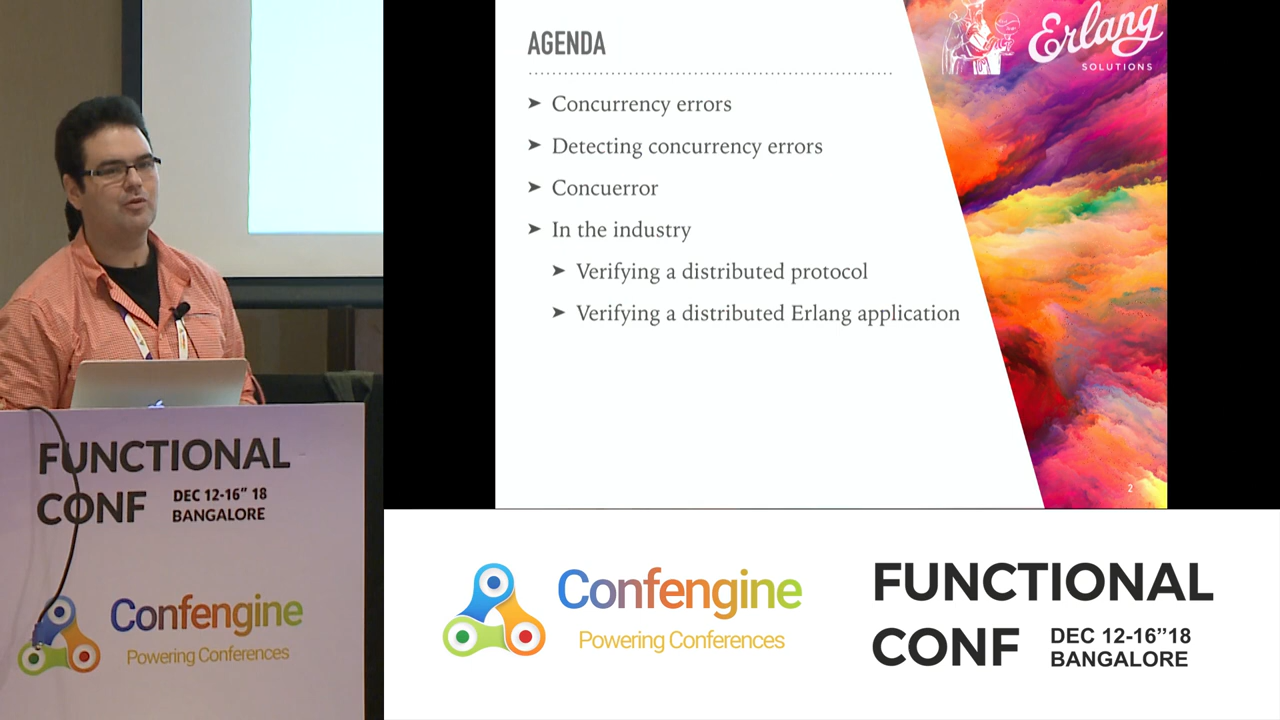 AGENDA
Concurrency errors
Detecting concurrency errors
Concuerror
In the industry
Verifying a distributed protocol
Verifying a distributed Erlang application
Erlang
SOLUTIONS
2
FUNCTIONAL
CONF DEC 12-16" 18
BANGALORE
Confengine
Powering Conferences
Confengine
Powering Conferences
FUNCTIONAL
CONF DEC 12-16"18
BANGALORE